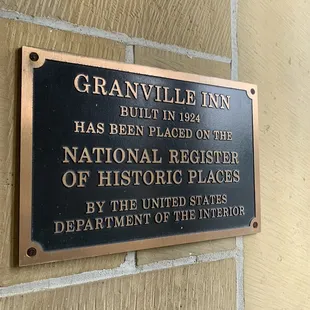 GRANVILLE INN
BUILT IN 1924
HAS BEEN PLACED ON THE
NATIONAL REGISTER
OF HISTORIC PLACES
BY THE UNITED STATES
DEPARTMENT OF THE INTERIOR